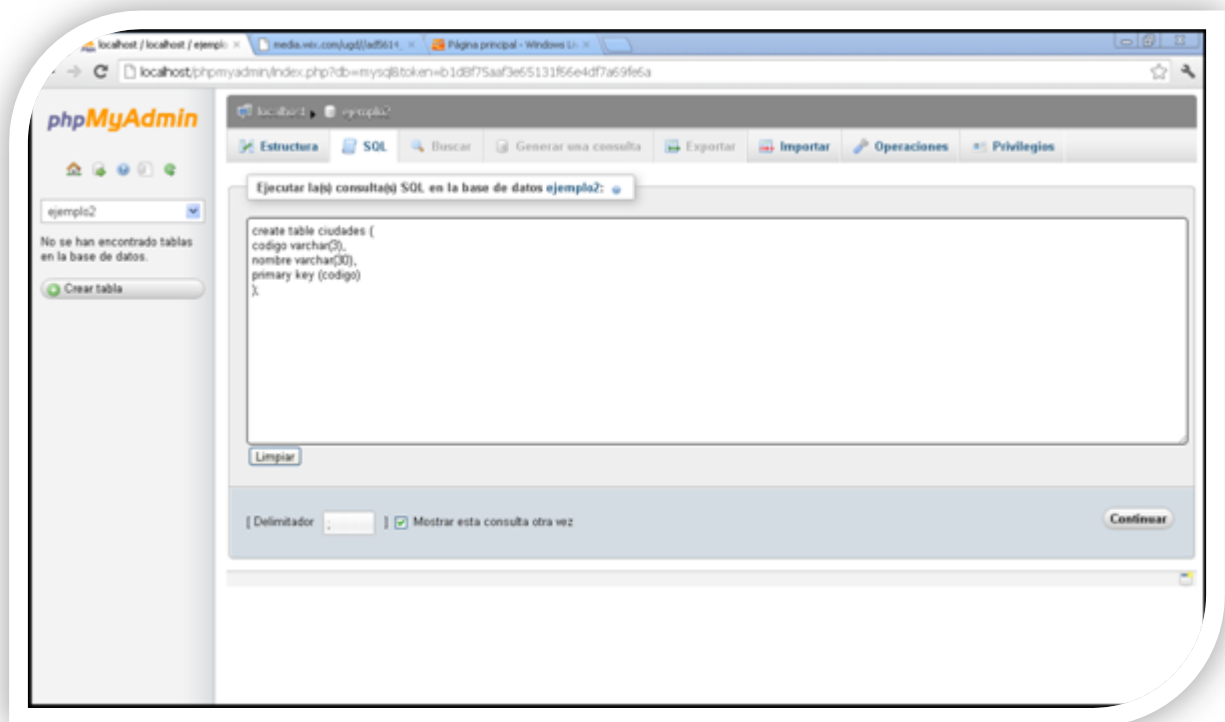 localhost / localhost / ejemplo
Página principal - Windows Li
localhost/phpmyadmin/index.php?db=mysql&token=b1d8f75aaf3e65131f56e4df7a69fe6a
phpMyAdmin
localhost ejemplo2
Estructura SQL Buscar Generar una consulta Exportar Importar Operaciones Privilegios
Ejecutar la(s) consulta(s) SQL en la base de datos ejemplo2:
ejemplo2
No se han encontrado tablas
en la base de datos.
Crear tabla
create table ciudades (
codigo varchar(3),
nombre varchar(30),
primary key (codigo)
);
Limpiar
[ Delimitador ; ] Mostrar esta consulta otra vez
Continuar